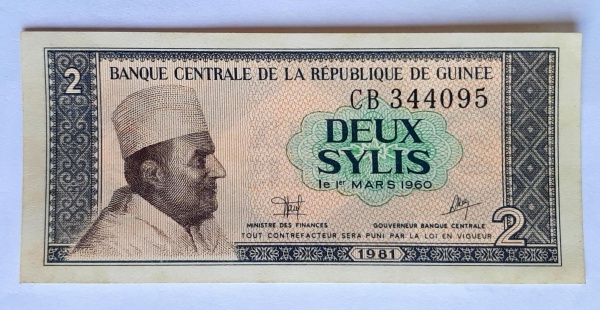 2
BANQUE CENTRALE DE LA RÉPUBLIQUE DE GUINÉE
CB 344095
DEUX
SYLIS
le 1er MARS 1960
MINISTRE DES FINANCES GOUVERNEUR BANQUE CENTRALE
TOUT CONTREFACTEUR SERA PUNI PAR LA LOI EN VIGUEUR
2
1981